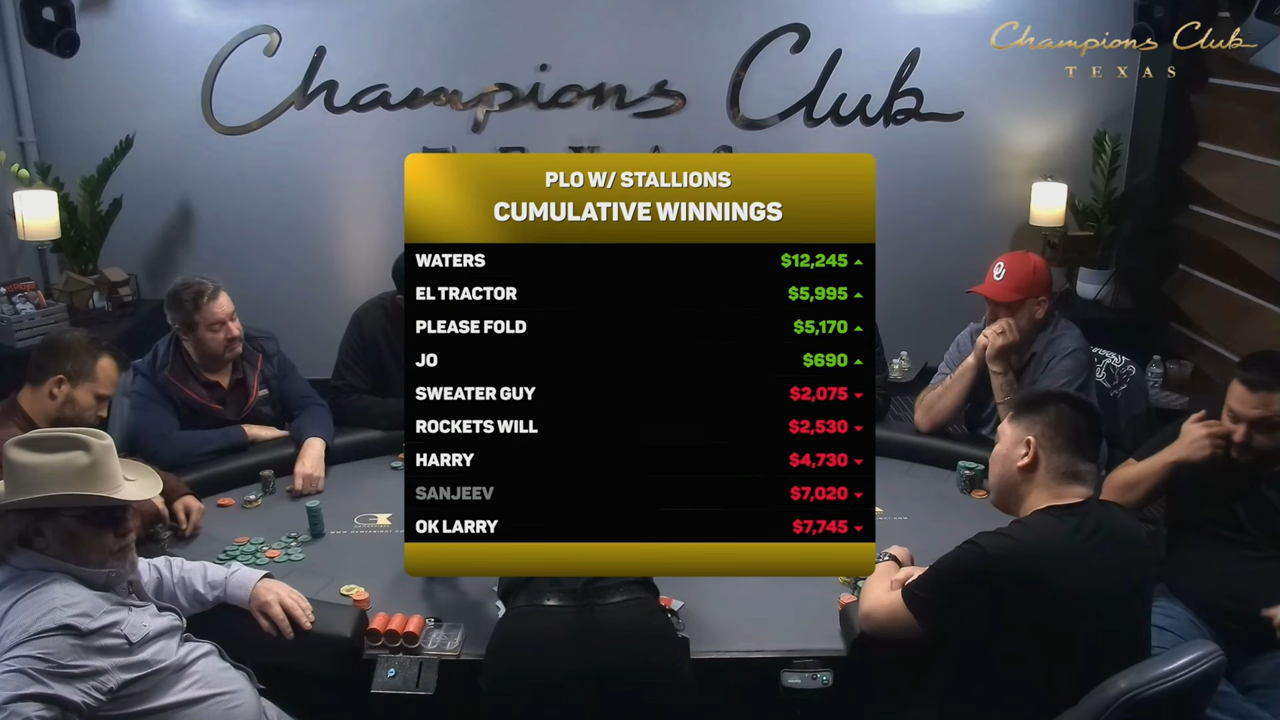 Champions Club
TEXAS
Champions Club
TEXAS
PLO W/ STALLIONS
CUMULATIVE WINNINGS
WATERS $12,245
EL TRACTOR $5,995
PLEASE FOLD $5,170
JO $690
SWEATER GUY $2,075
ROCKETS WILL $2,530
HARRY $4,730
SANJEEV $7,020
OK LARRY $7,745
OU